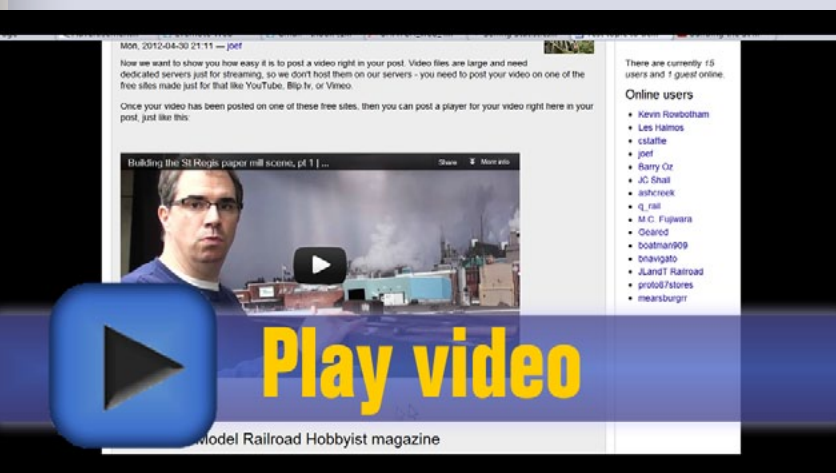 Mon, 2012-04-30 21:11 — joef
Now we want to show you how easy it is to post a video right in your post. Video files are large and need
dedicated servers just for streaming, so we don't host them on our servers - you need to post your video on one of the
free sites made just for that like YouTube, Blip.tv, or Vimeo.
Once your video has been posted on one of these free sites, then you can post a player for your video right here in your
post, just like this:
Building the St Regis paper mill scene, pt 1 | ...
Share
More info
Play video
Model Railroad Hobbyist magazine
There are currently 15
users and 1 guest online.
Online users
Kevin Rowbotham
Les Halmos
cstaffie
joef
Barry Oz
JC Shall
ashcreek
q_rail
M.C. Fujiwara
Geared
boatman909
bnavigato
JLandT Railroad
proto87stores
mearsburgrr